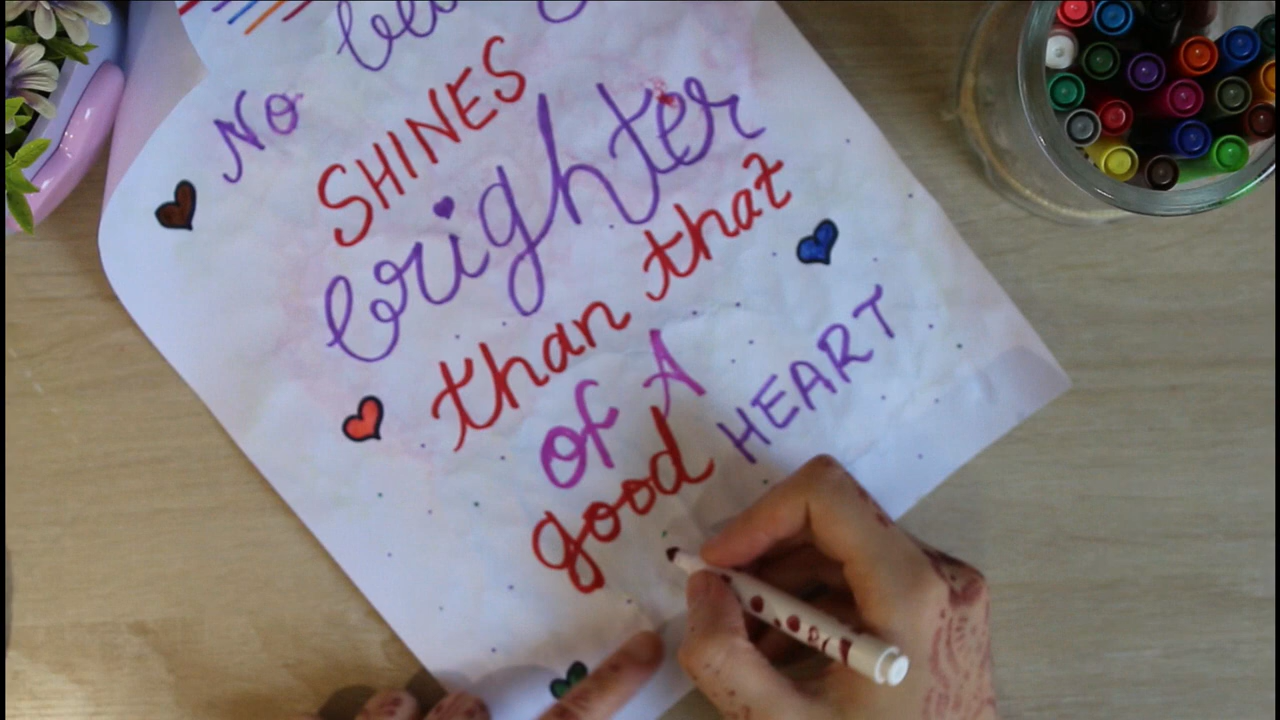 No
SHINES
brighter
than that
of A
good HEART